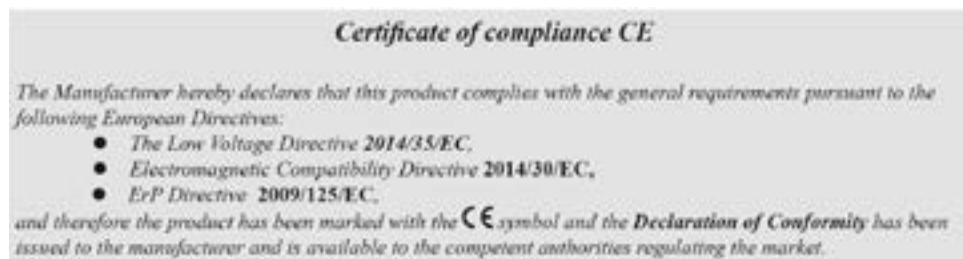 Certificate of compliance CE
The Manufacturer hereby declares that this product complies with the general requirements pursuant to the
following European Directives:
● The Low Voltage Directive 2014/35/EC,
● Electromagnetic Compatibility Directive 2014/30/EC,
● ErP Directive 2009/125/EC,
and therefore the product has been marked with the CE symbol and the Declaration of Conformity has been
issued to the manufacturer and is available to the competent authorities regulating the market.